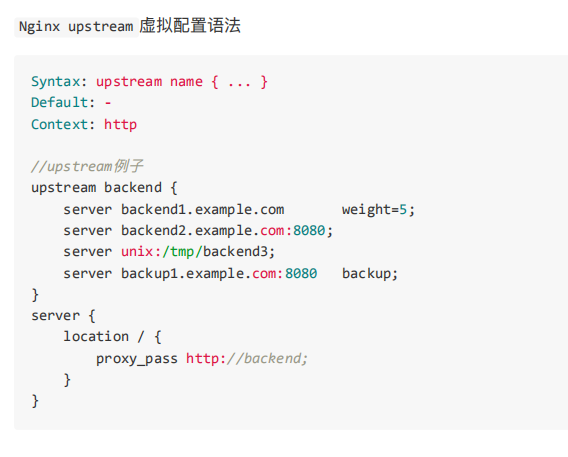 Nginx upstream 虚拟配置语法
Syntax: upstream name { ... }
Default: -
Context: http
//upstream例子
upstream backend {
    server backend1.example.com       weight=5;
    server backend2.example.com:8080;
    server unix:/tmp/backend3;
    server backup1.example.com:8080   backup;
}
server {
    location / {
        proxy_pass http://backend;
    }
}